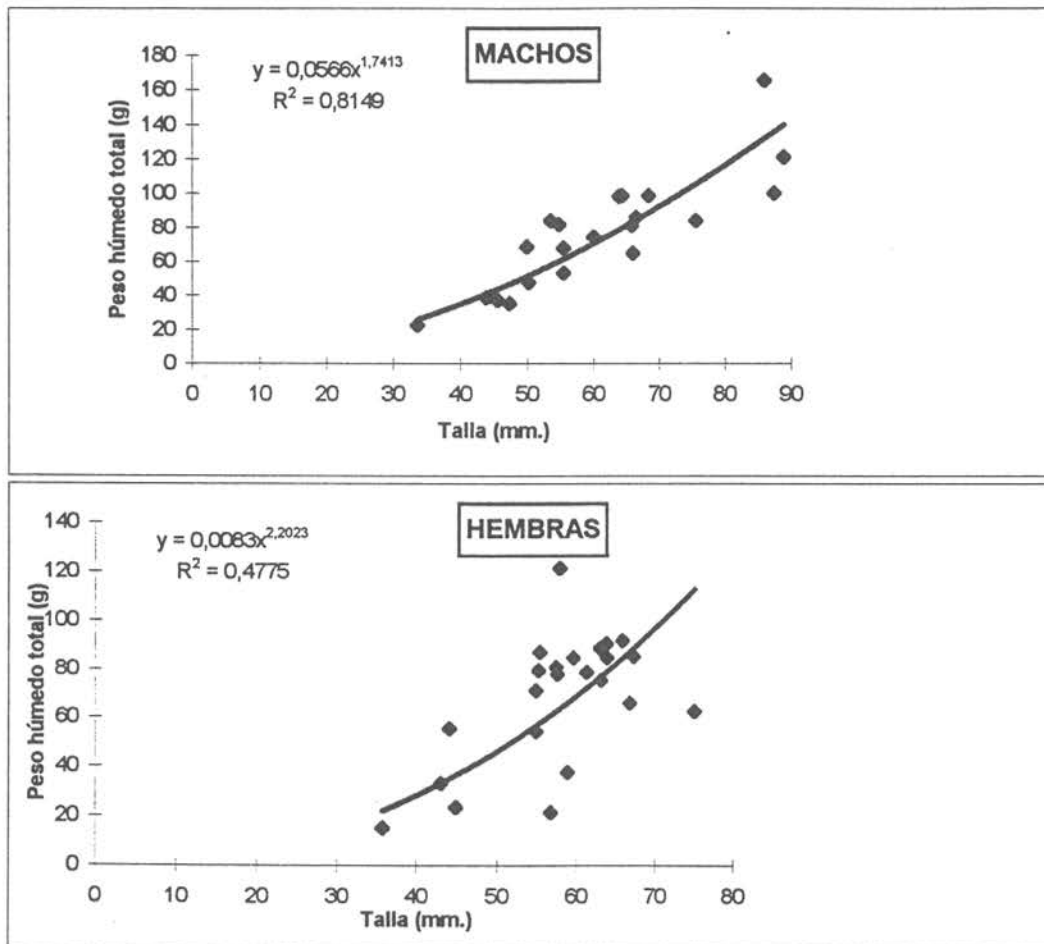 MACHOS
y = 0,0566x^1,7413
R² = 0,8149
Peso húmedo total (g)
180
160
140
120
100
80
60
40
20
0
0 10 20 30 40 50 60 70 80 90
Talla (mm.)
HEMBRAS
y = 0,0083x^2,2023
R² = 0,4775
Peso húmedo total (g)
140
120
100
80
60
40
20
0
0 10 20 30 40 50 60 70 80
Talla (mm.)